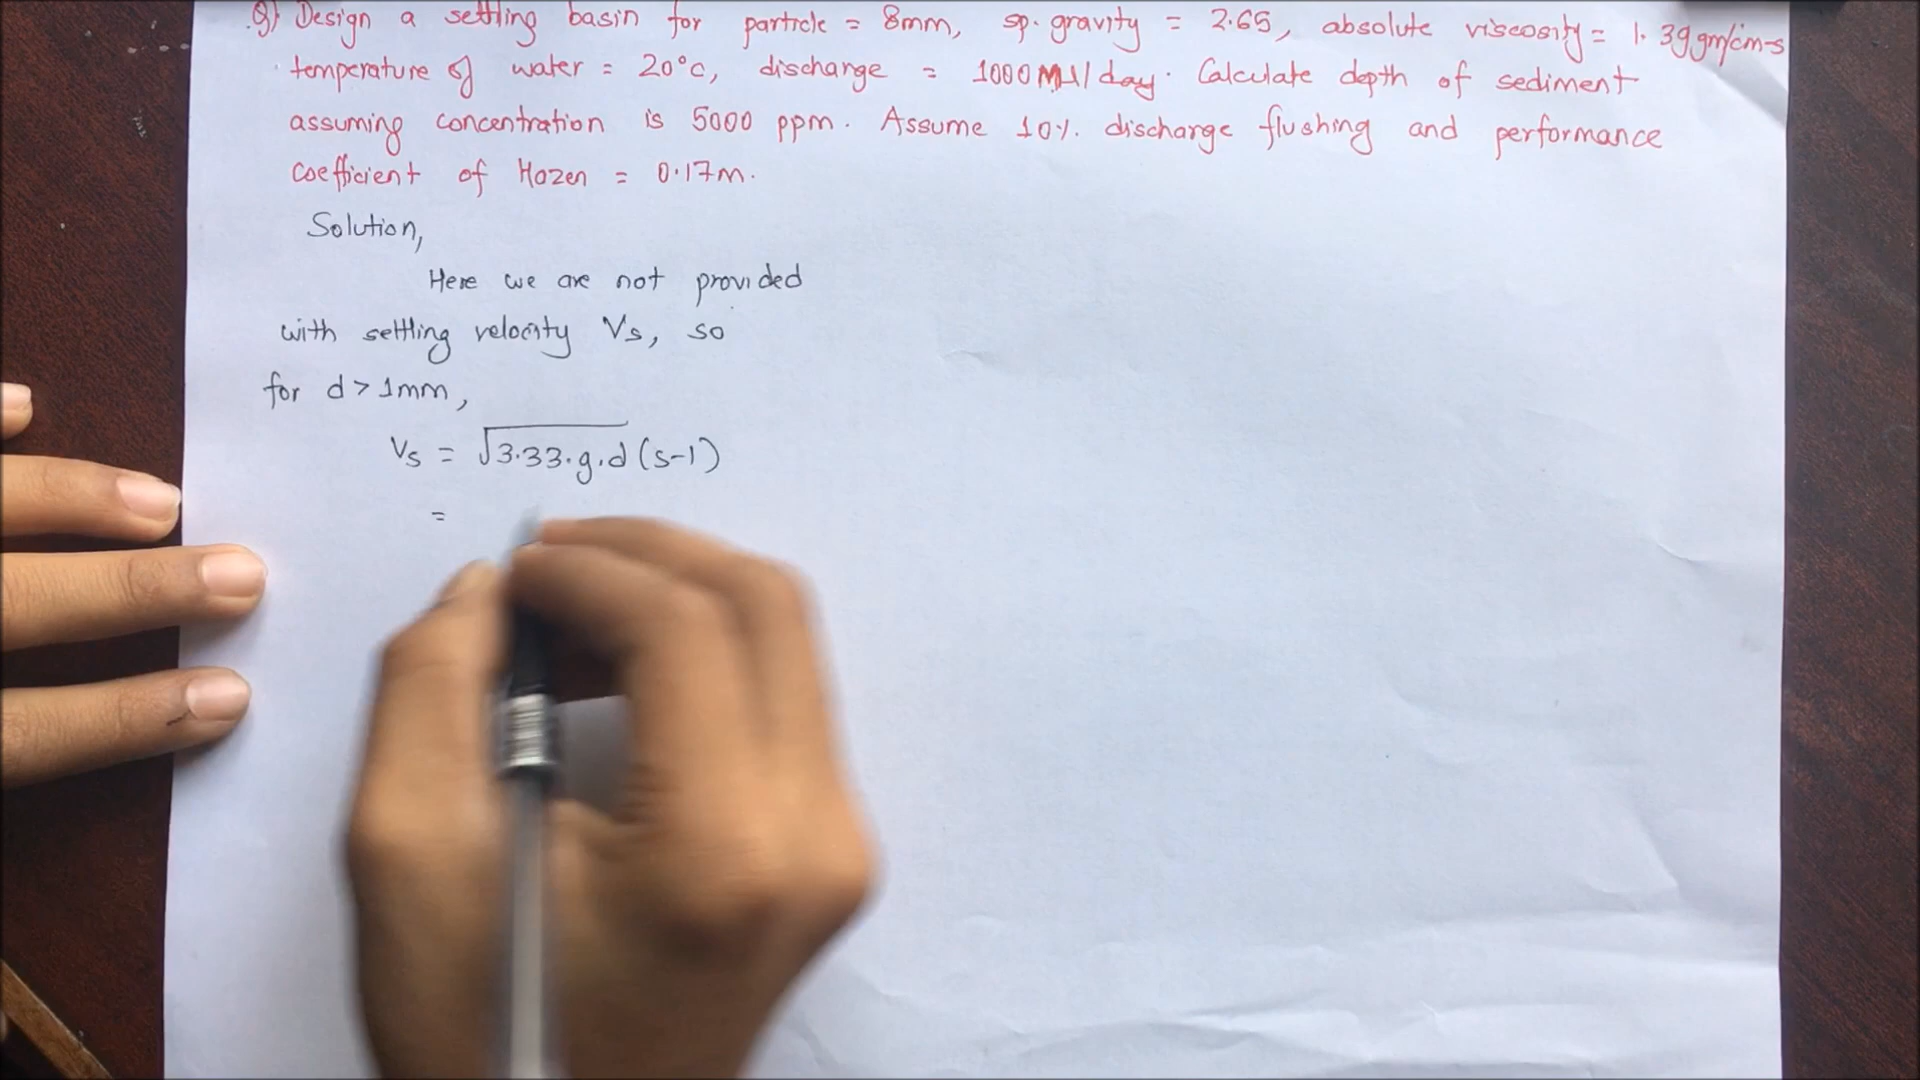 Q) Design a settling basin for particle = 8mm, sp. gravity = 2.65, absolute viscosity = 1.39gm/cm-s
temperature of water = 20°C, discharge = 1000 Ml/day. Calculate depth of sediment
assuming concentration is 5000 ppm. Assume 10% discharge flushing and performance
coefficient of Hazen = 0.17m.
Solution,
Here we are not provided
with settling velocity Vs, so
for d > 1mm,
Vs = √3.33.g.d (s-1)
=